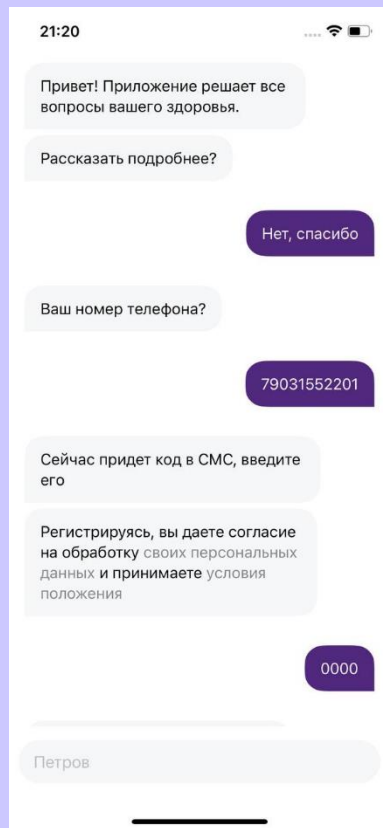 21:20
Привет! Приложение решает все
вопросы вашего здоровья.
Рассказать подробнее?
Нет, спасибо
Ваш номер телефона?
79031552201
Сейчас придет код в СМС, введите
его
Регистрируясь, вы даете согласие
на обработку своих персональных
данных и принимаете условия
положения
0000
Петров